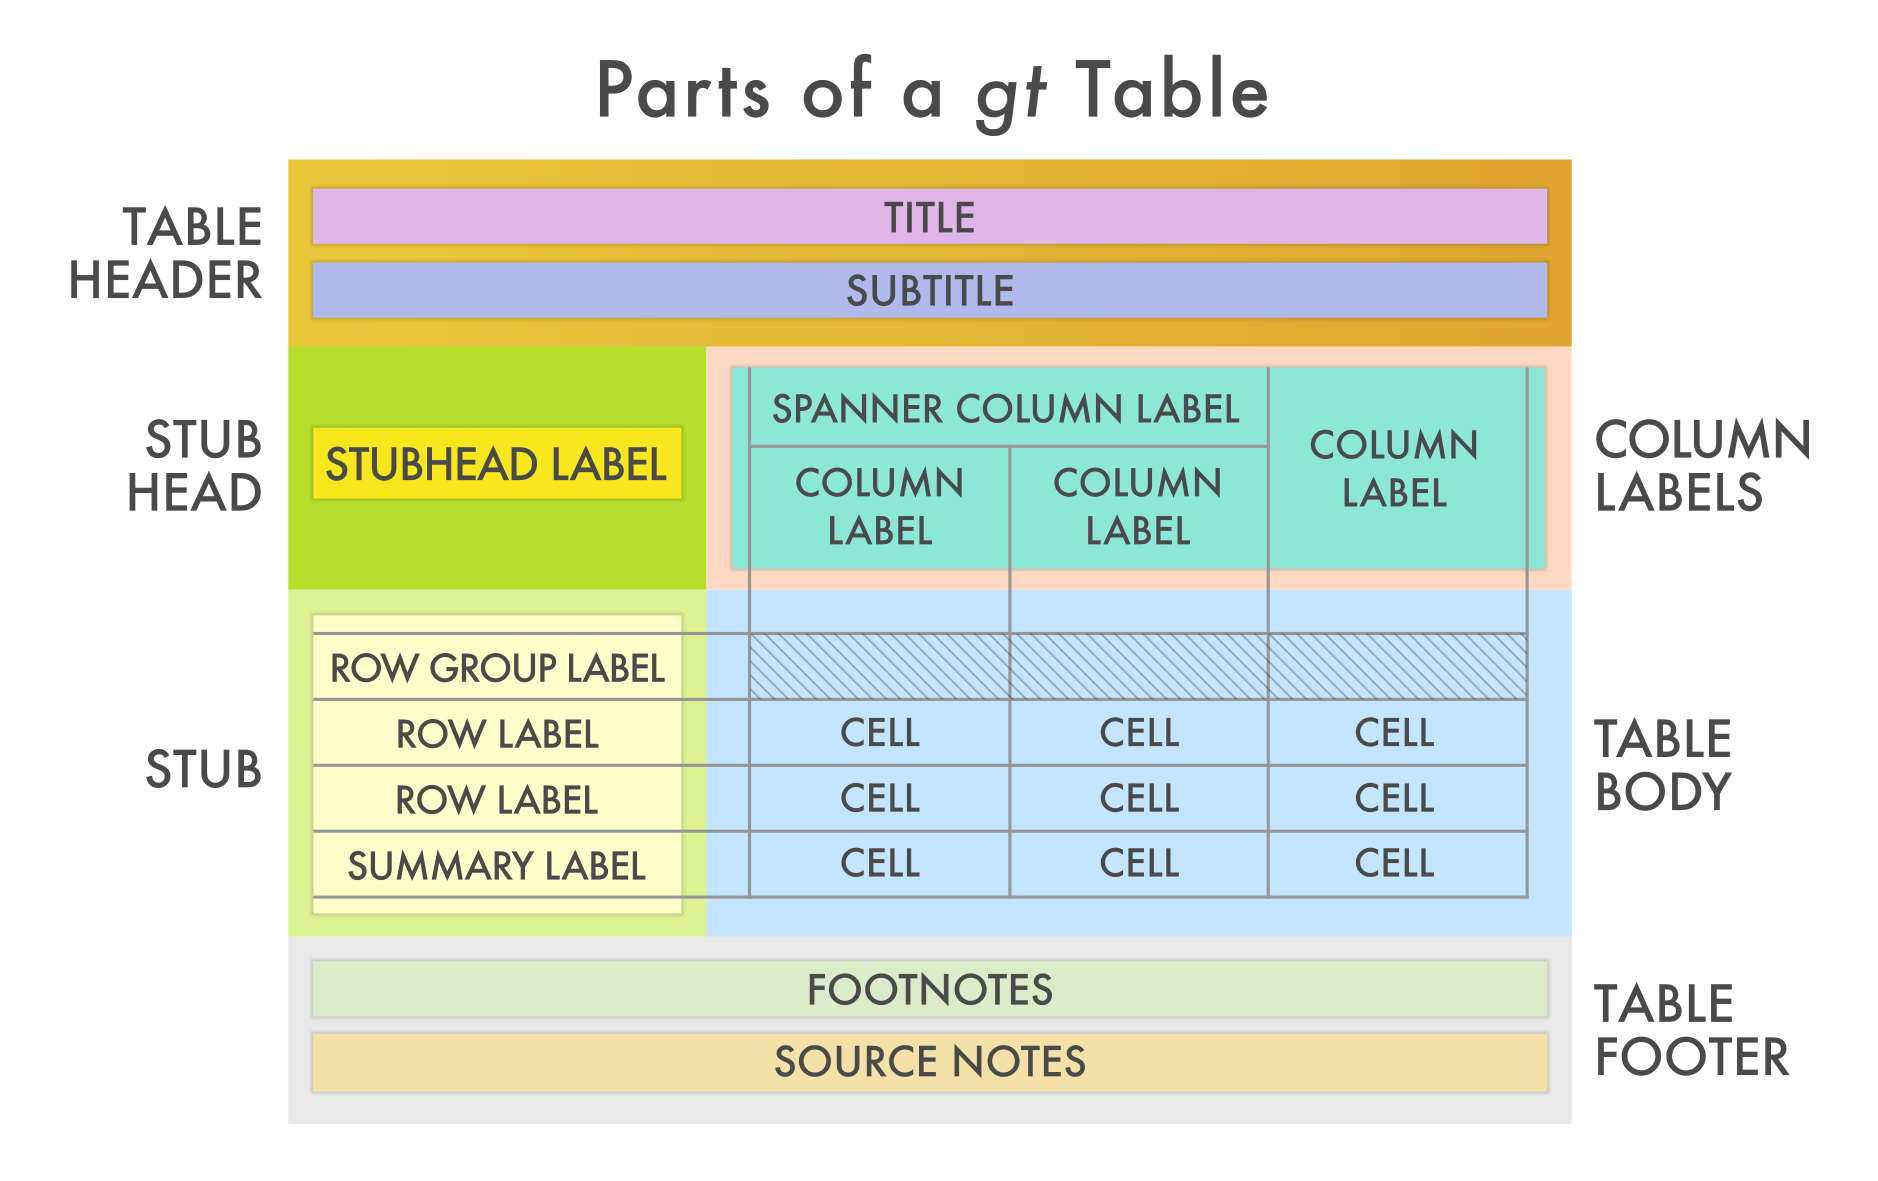 Parts of a gt Table
TABLE
HEADER
TITLE
SUBTITLE
STUB
HEAD
STUBHEAD LABEL
SPANNER COLUMN LABEL
COLUMN
LABEL
COLUMN
LABEL
COLUMN
LABEL
COLUMN
LABELS
STUB
ROW GROUP LABEL
ROW LABEL
CELL
CELL
CELL
ROW LABEL
CELL
CELL
CELL
SUMMARY LABEL
CELL
CELL
CELL
TABLE
BODY
FOOTNOTES
SOURCE NOTES
TABLE
FOOTER